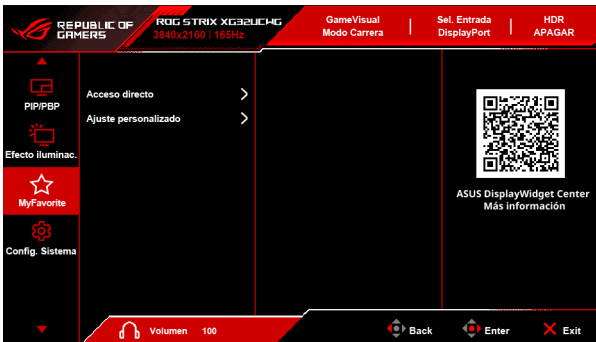 REPUBLIC OF
GAMERS
ROG STRIX XG32UCWG
3840x2160 | 165Hz
GameVisual
Modo Carrera
Sel. Entrada
DisplayPort
HDR
APAGAR
PIP/PBP
Efecto iluminac.
MyFavorite
Config. Sistema
Acceso directo
Ajuste personalizado
ASUS DisplayWidget Center
Más información
Volumen 100
Back
Enter
Exit